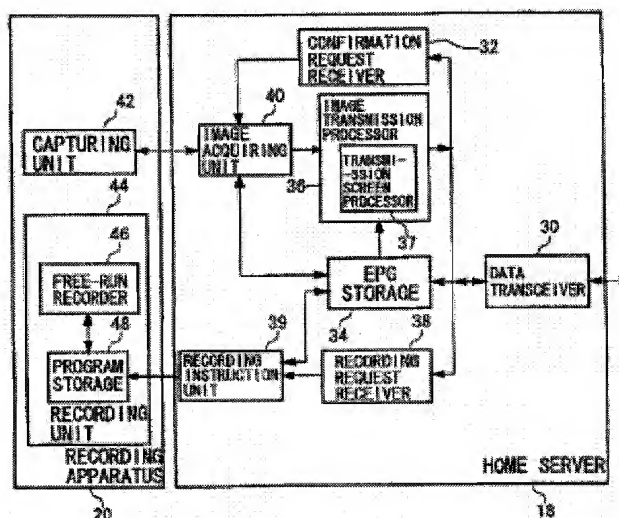 CONFIRMATION
REQUEST
RECEIVER
32
42
CAPTURING
UNIT
40
IMAGE
ACQUIRING
UNIT
IMAGE
TRANSMISSION
PROCESSOR
36
TRANSMI-
-SSION
SCREEN
PROCESSOR
37
44
46
FREE-RUN
RECORDER
48
PROGRAM
STORAGE
RECORDING
UNIT
RECORDING
APPARATUS
20
EPG
STORAGE
34
30
DATA
TRANSCEIVER
39
RECORDING
INSTRUCTION
UNIT
38
RECORDING
REQUEST
RECEIVER
HOME SERVER
18